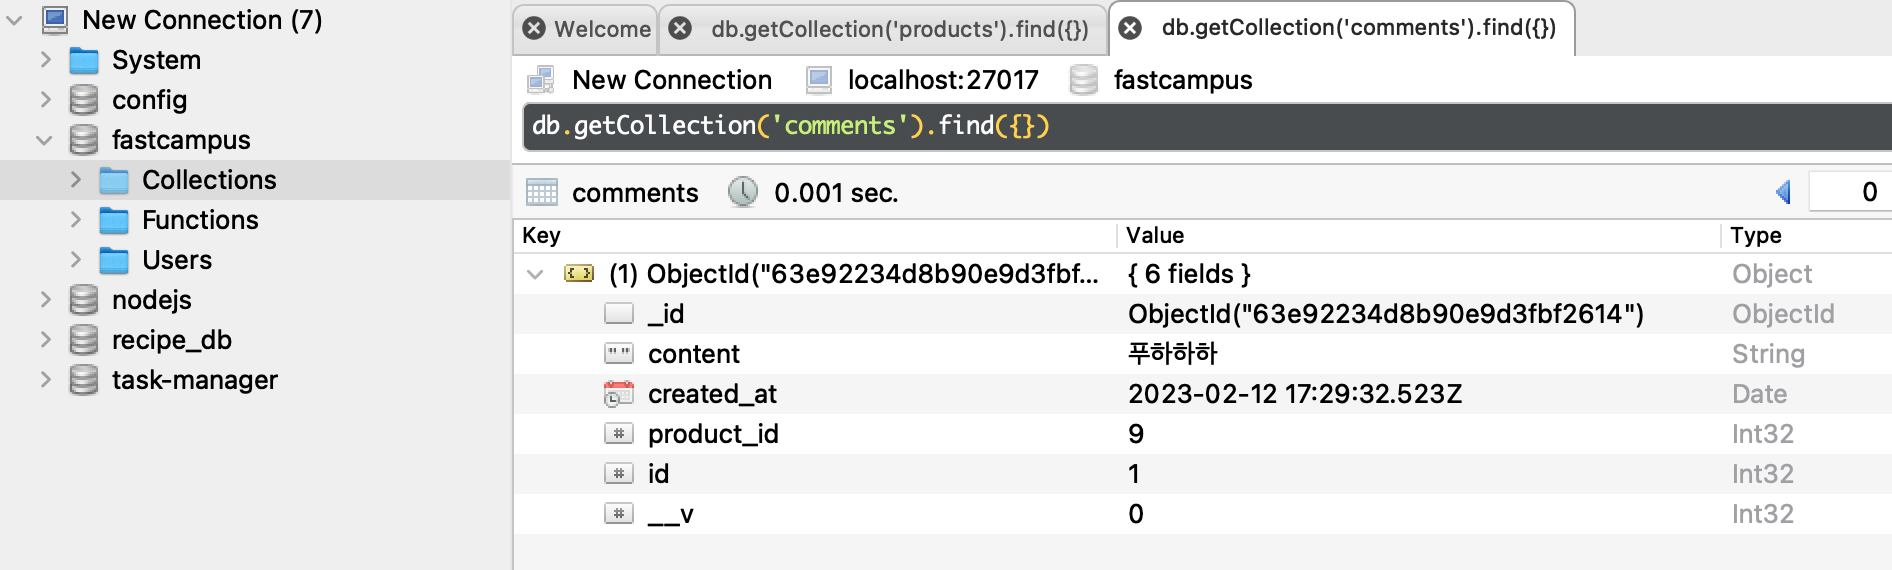 New Connection (7)
System
config
fastcampus
Collections
Functions
Users
nodejs
recipe_db
task-manager
Welcome
db.getCollection('products').find({})
db.getCollection('comments').find({})
New Connection localhost:27017 fastcampus
db.getCollection('comments').find({})
comments 0.001 sec. 0
Key Value Type
(1) ObjectId("63e92234d8b90e9d3fbf... { 6 fields } Object
_id ObjectId("63e92234d8b90e9d3fbf2614") ObjectId
content 푸하하하 String
created_at 2023-02-12 17:29:32.523Z Date
product_id 9 Int32
id 1 Int32
__v 0 Int32